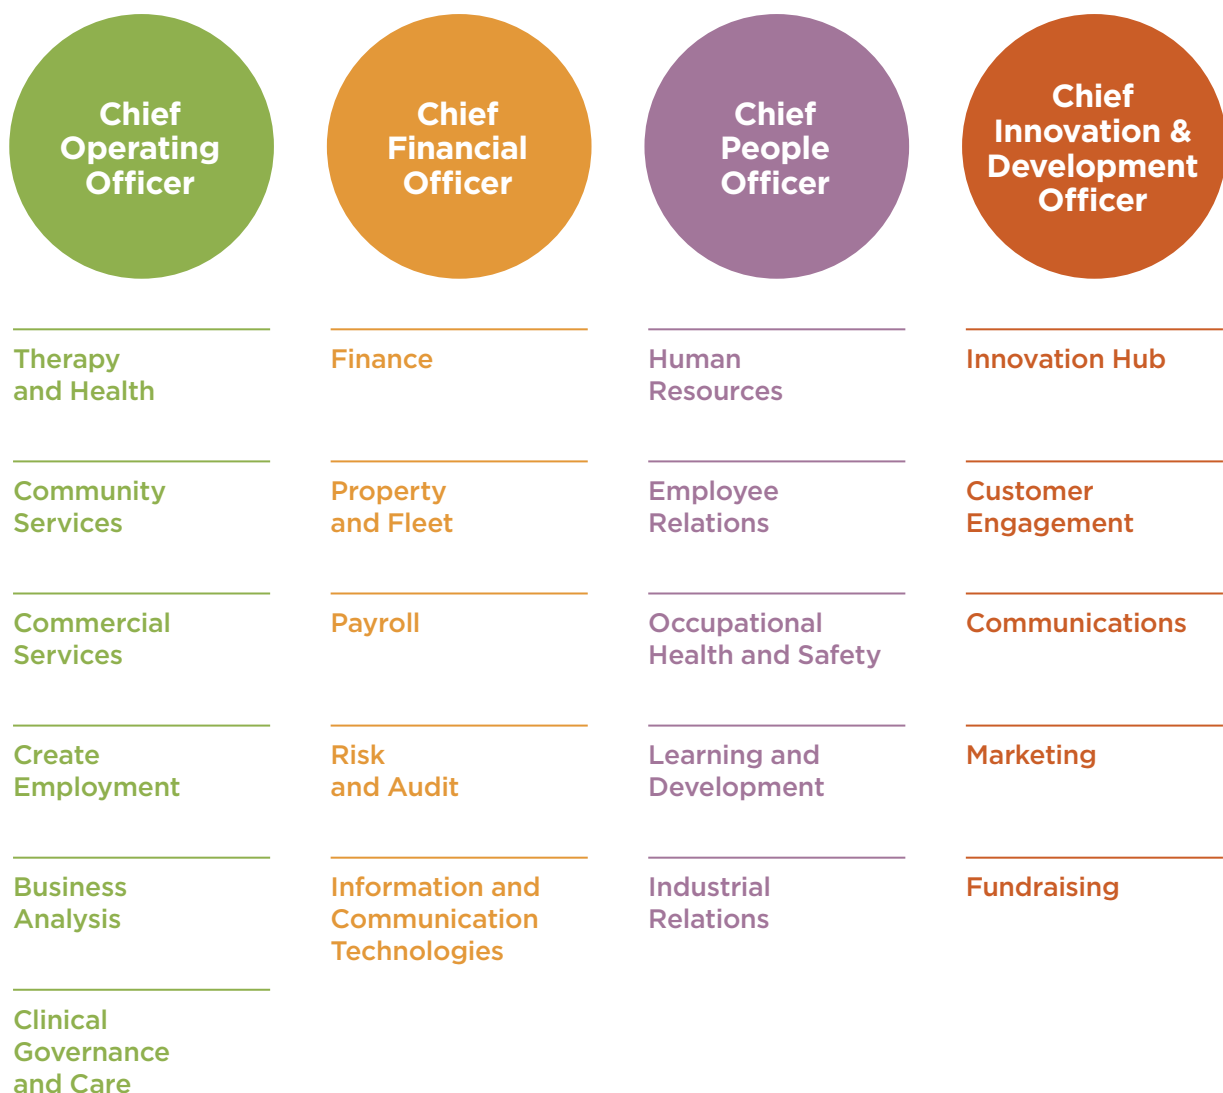 Chief
Operating
Officer
Chief
Financial
Officer
Chief
People
Officer
Chief
Innovation &
Development
Officer
Therapy
and Health
Community
Services
Commercial
Services
Create
Employment
Business
Analysis
Clinical
Governance
and Care
Finance
Property
and Fleet
Payroll
Risk
and Audit
Information and
Communication
Technologies
Human
Resources
Employee
Relations
Occupational
Health and Safety
Learning and
Development
Industrial
Relations
Innovation Hub
Customer
Engagement
Communications
Marketing
Fundraising